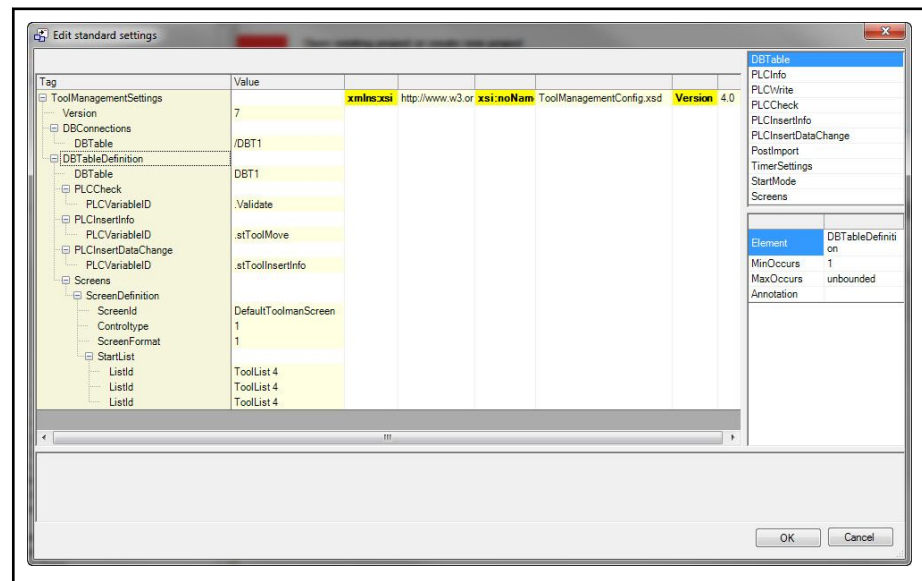 Edit standard settings
Tag Value
ToolManagementSettings xmlns:xsi http://www.w3.or xsi:noNam ToolManagementConfig.xsd Version 4.0
Version 7
DBConnections
DBTable /DBT1
DBTableDefinition
DBTable DBT1
PLCCheck
PLCVariableID .Validate
PLCInsertInfo
PLCVariableID .stToolMove
PLCInsertDataChange
PLCVariableID .stToolInsertInfo
Screens
ScreenDefinition
ScreenId DefaultToolmanScreen
Controltype 1
ScreenFormat 1
StartList
ListId ToolList 4
ListId ToolList 4
ListId ToolList 4
DBTable
PLCInfo
PLCWrite
PLCCheck
PLCInsertInfo
PLCInsertDataChange
PostImport
TimerSettings
StartMode
Screens
Element DBTableDefiniti
on
MinOccurs 1
MaxOccurs unbounded
Annotation
OK Cancel